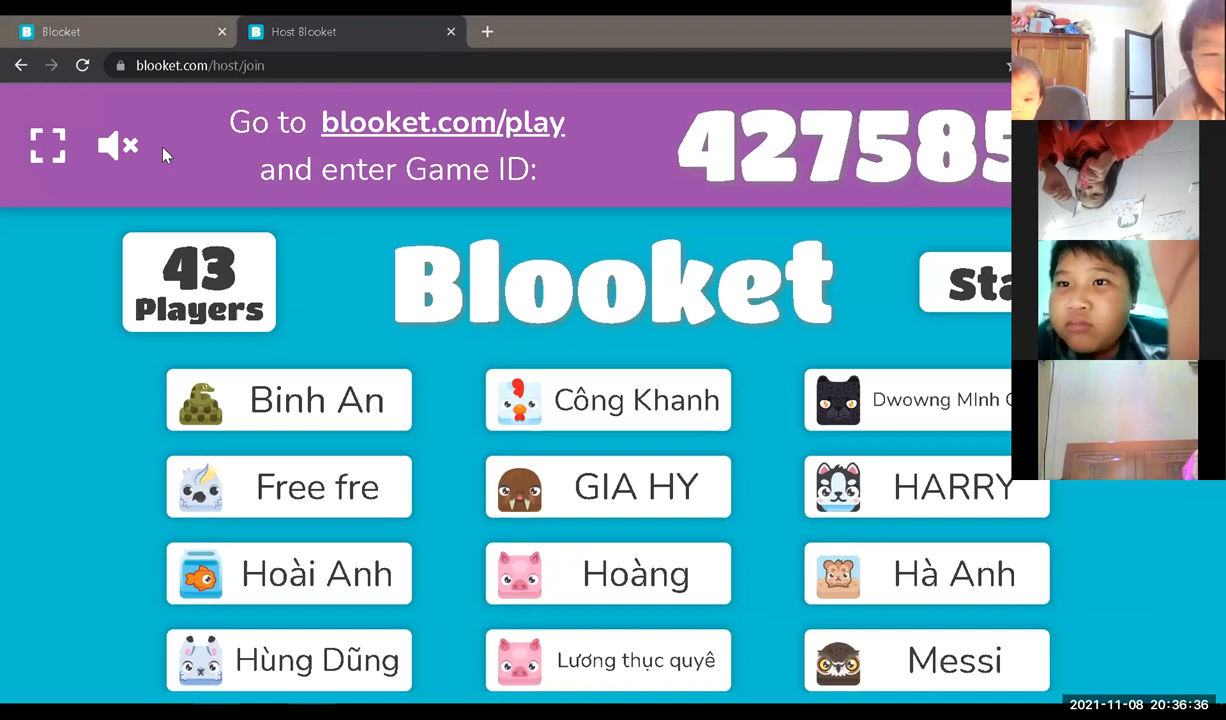 Blooket
Host Blooket
blooket.com/host/join
Go to blooket.com/play
and enter Game ID:
427585
43
Players
Blooket
Sta
Binh An
Công Khanh
Dwowng MInh
Free fre
GIA HY
HARRY
Hoài Anh
Hoàng
Hà Anh
Hùng Dũng
Lương thục quyê
Messi
2021-11-08 20:36:36